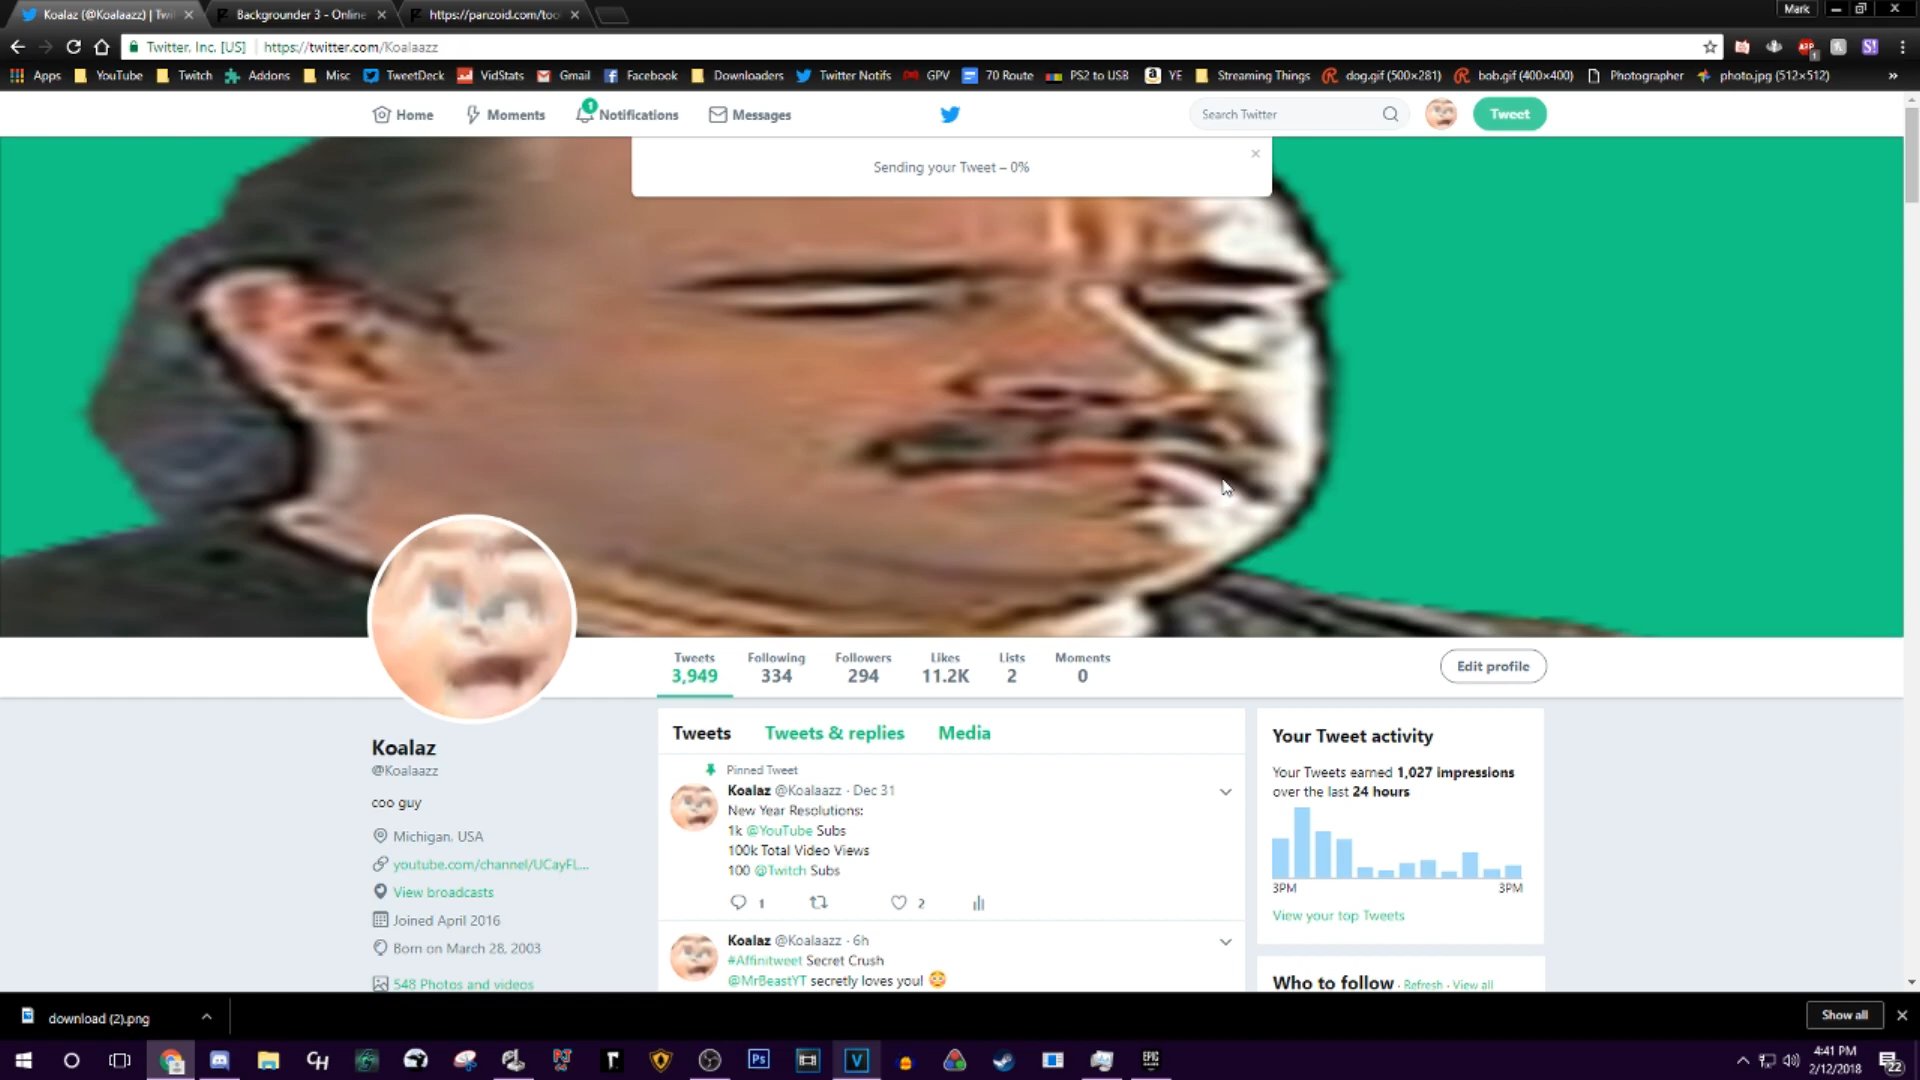 Koalaz (@Koalaazz) | Twi
Backgrounder 3 - Online
https://panzoid.com/too
Mark
Twitter, Inc. [US]
https://twitter.com/Koalaazz
Apps
YouTube
Twitch
Addons
Misc
TweetDeck
VidStats
Gmail
Facebook
Downloaders
Twitter Notifs
GPV
70 Route
PS2 to USB
YE
Streaming Things
dog.gif (500×281)
bob.gif (400×400)
Photographer
photo.jpg (512×512)
»
Home
Moments
1
Notifications
Messages
Search Twitter
Tweet
Sending your Tweet – 0%
Tweets
3,949
Following
334
Followers
294
Likes
11.2K
Lists
2
Moments
0
Edit profile
Koalaz
@Koalaazz
coo guy
Michigan, USA
youtube.com/channel/UCayFL...
View broadcasts
Joined April 2016
Born on March 28, 2003
548 Photos and videos
Tweets
Tweets & replies
Media
Pinned Tweet
Koalaz @Koalaazz · Dec 31
New Year Resolutions:
1k @YouTube Subs
100k Total Video Views
100 @Twitch Subs
1
2
Koalaz @Koalaazz · 6h
#Affinitweet Secret Crush
@MrBeastYT secretly loves you!
Your Tweet activity
Your Tweets earned 1,027 impressions
over the last 24 hours
3PM
3PM
View your top Tweets
Who to follow · Refresh · View all
download (2).png
Show all
Ps
V
EPIC
4:41 PM
2/12/2018
22